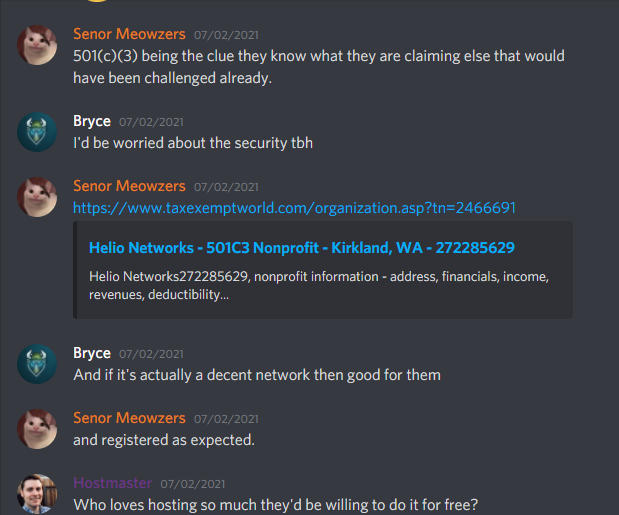 Senor Meowzers 07/02/2021
501(c)(3) being the clue they know what they are claiming else that would
have been challenged already.
Bryce 07/02/2021
I'd be worried about the security tbh
Senor Meowzers 07/02/2021
https://www.taxexemptworld.com/organization.asp?tn=2466691
Helio Networks - 501C3 Nonprofit - Kirkland, WA - 272285629
Helio Networks272285629, nonprofit information - address, financials, income,
revenues, deductibility...
Bryce 07/02/2021
And if it's actually a decent network then good for them
Senor Meowzers 07/02/2021
and registered as expected.
Hostmaster 07/02/2021
Who loves hosting so much they'd be willing to do it for free?